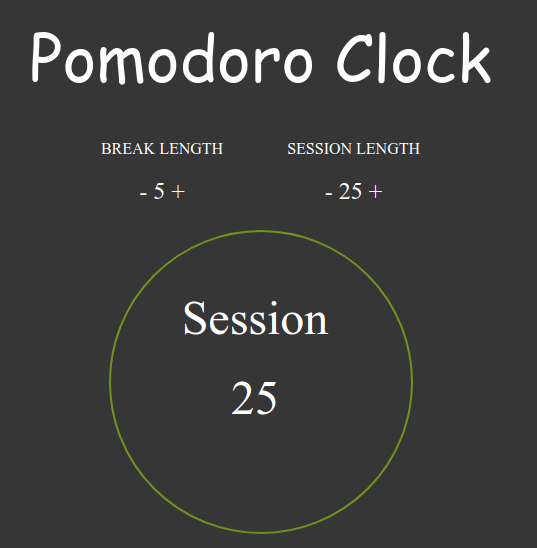 Pomodoro Clock
BREAK LENGTH SESSION LENGTH
- 5 + - 25 +
Session
25